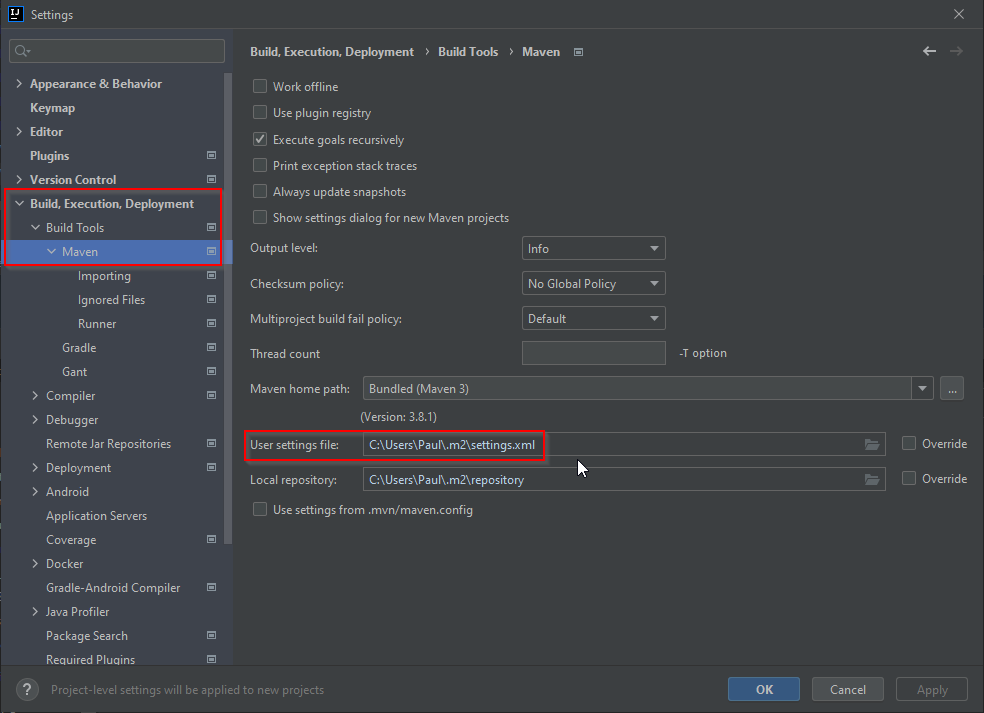 IJ Settings
Appearance & Behavior
Keymap
Editor
Plugins
Version Control
Build, Execution, Deployment
Build Tools
Maven
Importing
Ignored Files
Runner
Gradle
Gant
Compiler
Debugger
Remote Jar Repositories
Deployment
Android
Application Servers
Coverage
Docker
Gradle-Android Compiler
Java Profiler
Package Search
Required Plugins
Build, Execution, Deployment › Build Tools › Maven
Work offline
Use plugin registry
Execute goals recursively
Print exception stack traces
Always update snapshots
Show settings dialog for new Maven projects
Output level: Info
Checksum policy: No Global Policy
Multiproject build fail policy: Default
Thread count -T option
Maven home path: Bundled (Maven 3) ...
(Version: 3.8.1)
User settings file: C:\Users\Paul\.m2\settings.xml Override
Local repository: C:\Users\Paul\.m2\repository Override
Use settings from .mvn/maven.config
? Project-level settings will be applied to new projects OK Cancel Apply